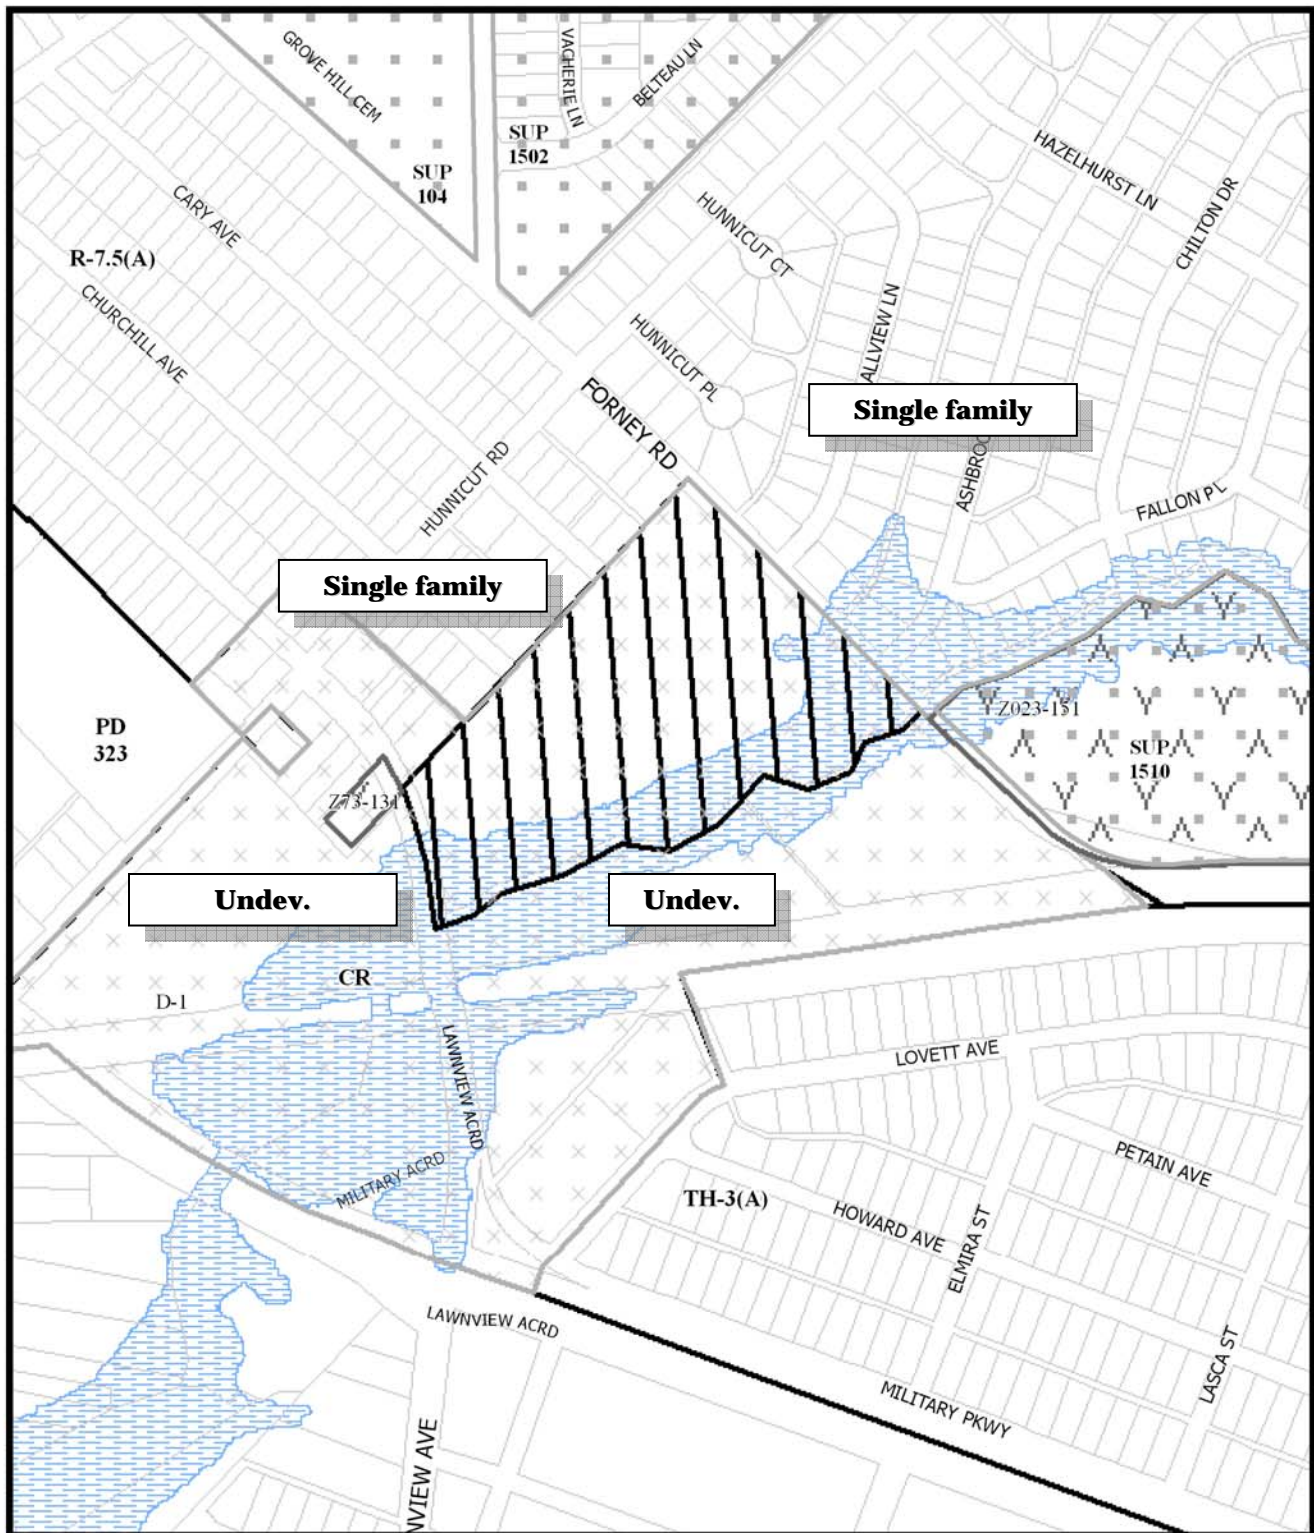 GROVE HILL CEM
VACHERIE LN
BELTEAU LN
SUP
1502
SUP
104
HAZELHURST LN
CHILTON DR
CARY AVE
HUNNICUT CT
R-7.5(A)
CHURCHILL AVE
HUNNICUT PL
ALLVIEW LN
FORNEY RD
Single family
HUNNICUT RD
ASHBROO
FALLON PL
Single family
Z023-151
PD
323
SUP
1510
Z73-131
Undev.
Undev.
CR
D-1
LAWNVIEW ACRD
LOVETT AVE
MILITARY ACRD
PETAIN AVE
TH-3(A)
HOWARD AVE
ELMIRA ST
LAWNVIEW ACRD
LASCA ST
MILITARY PKWY
NVIEW AVE